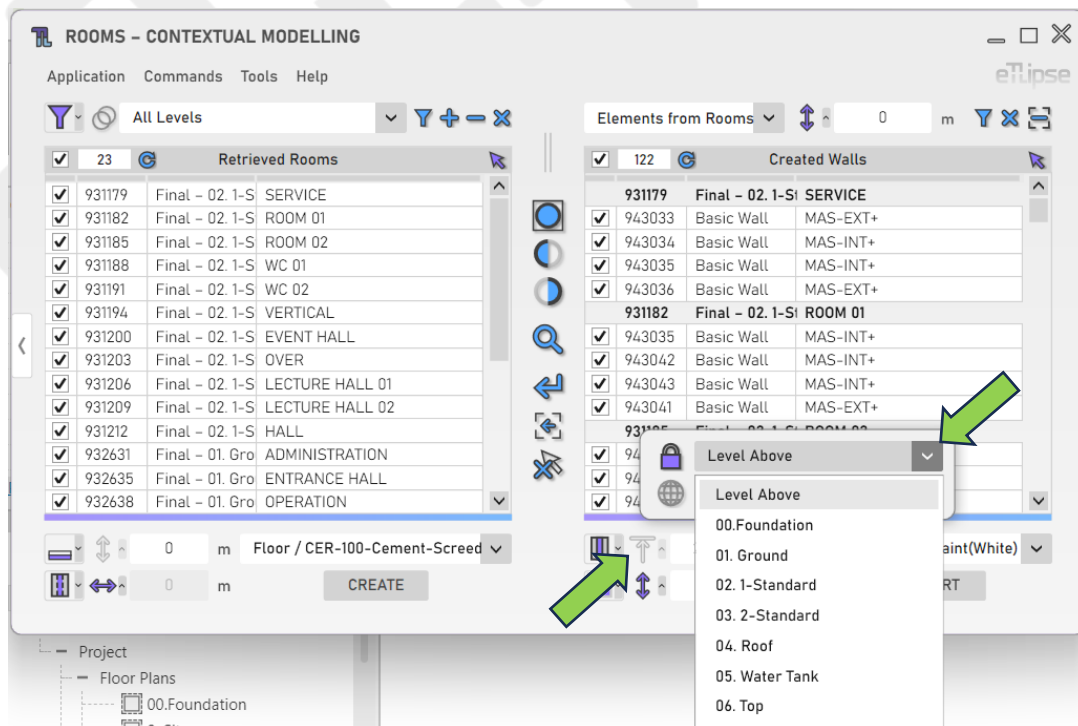 ROOMS – CONTEXTUAL MODELLING
Application Commands Tools Help
eTLipse
All Levels
Elements from Rooms 0 m
23 Retrieved Rooms
122 Created Walls
931179 Final – 02. 1-S SERVICE
931182 Final – 02. 1-S ROOM 01
931185 Final – 02. 1-S ROOM 02
931188 Final – 02. 1-S WC 01
931191 Final – 02. 1-S WC 02
931194 Final – 02. 1-S VERTICAL
931200 Final – 02. 1-S EVENT HALL
931203 Final – 02. 1-S OVER
931206 Final – 02. 1-S LECTURE HALL 01
931209 Final – 02. 1-S LECTURE HALL 02
931212 Final – 02. 1-S HALL
932631 Final – 01. Gro ADMINISTRATION
932635 Final – 01. Gro ENTRANCE HALL
932638 Final – 01. Gro OPERATION
931179 Final – 02. 1-St SERVICE
943033 Basic Wall MAS-EXT+
943034 Basic Wall MAS-INT+
943035 Basic Wall MAS-INT+
943036 Basic Wall MAS-EXT+
931182 Final – 02. 1-St ROOM 01
943035 Basic Wall MAS-INT+
943042 Basic Wall MAS-INT+
943043 Basic Wall MAS-INT+
943041 Basic Wall MAS-EXT+
94
94
94
Level Above
Level Above
00.Foundation
01. Ground
02. 1-Standard
03. 2-Standard
04. Roof
05. Water Tank
06. Top
0 m Floor / CER-100-Cement-Screed
aint(White)
0 m CREATE
RT
Project
Floor Plans
00.Foundation